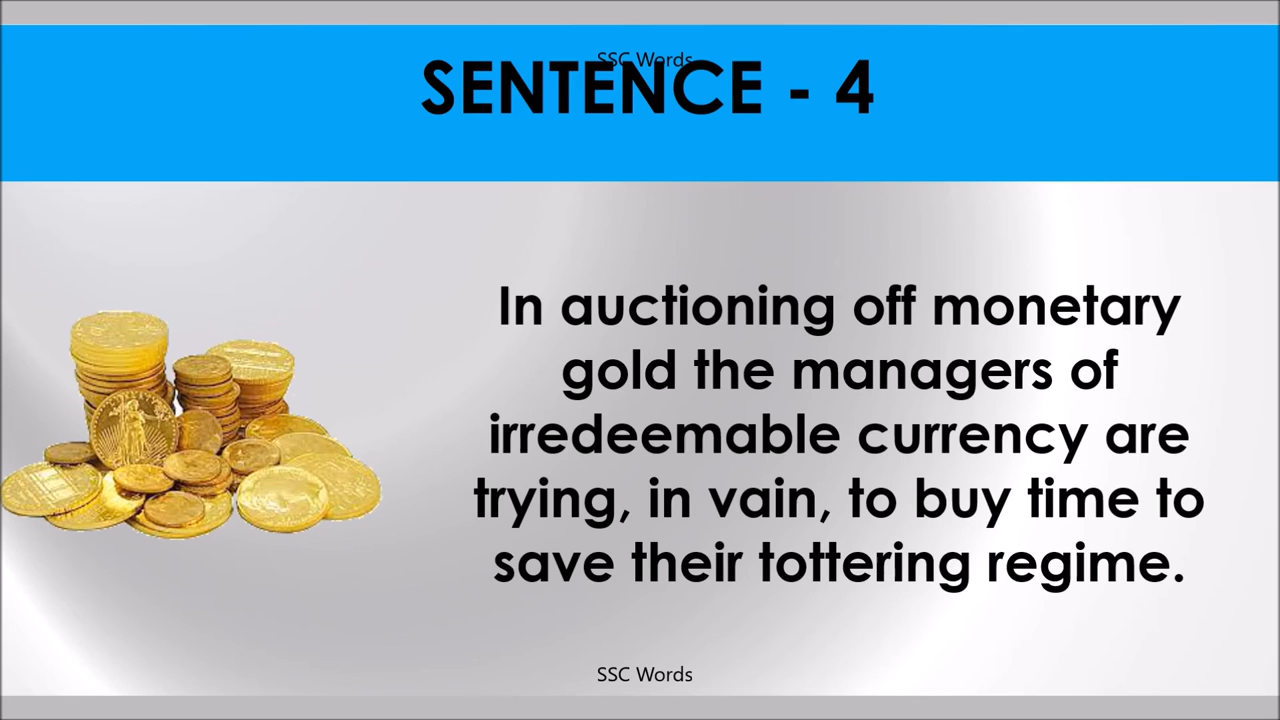 SSC Words
SENTENCE - 4
In auctioning off monetary
gold the managers of
irredeemable currency are
trying, in vain, to buy time to
save their tottering regime.
SSC Words